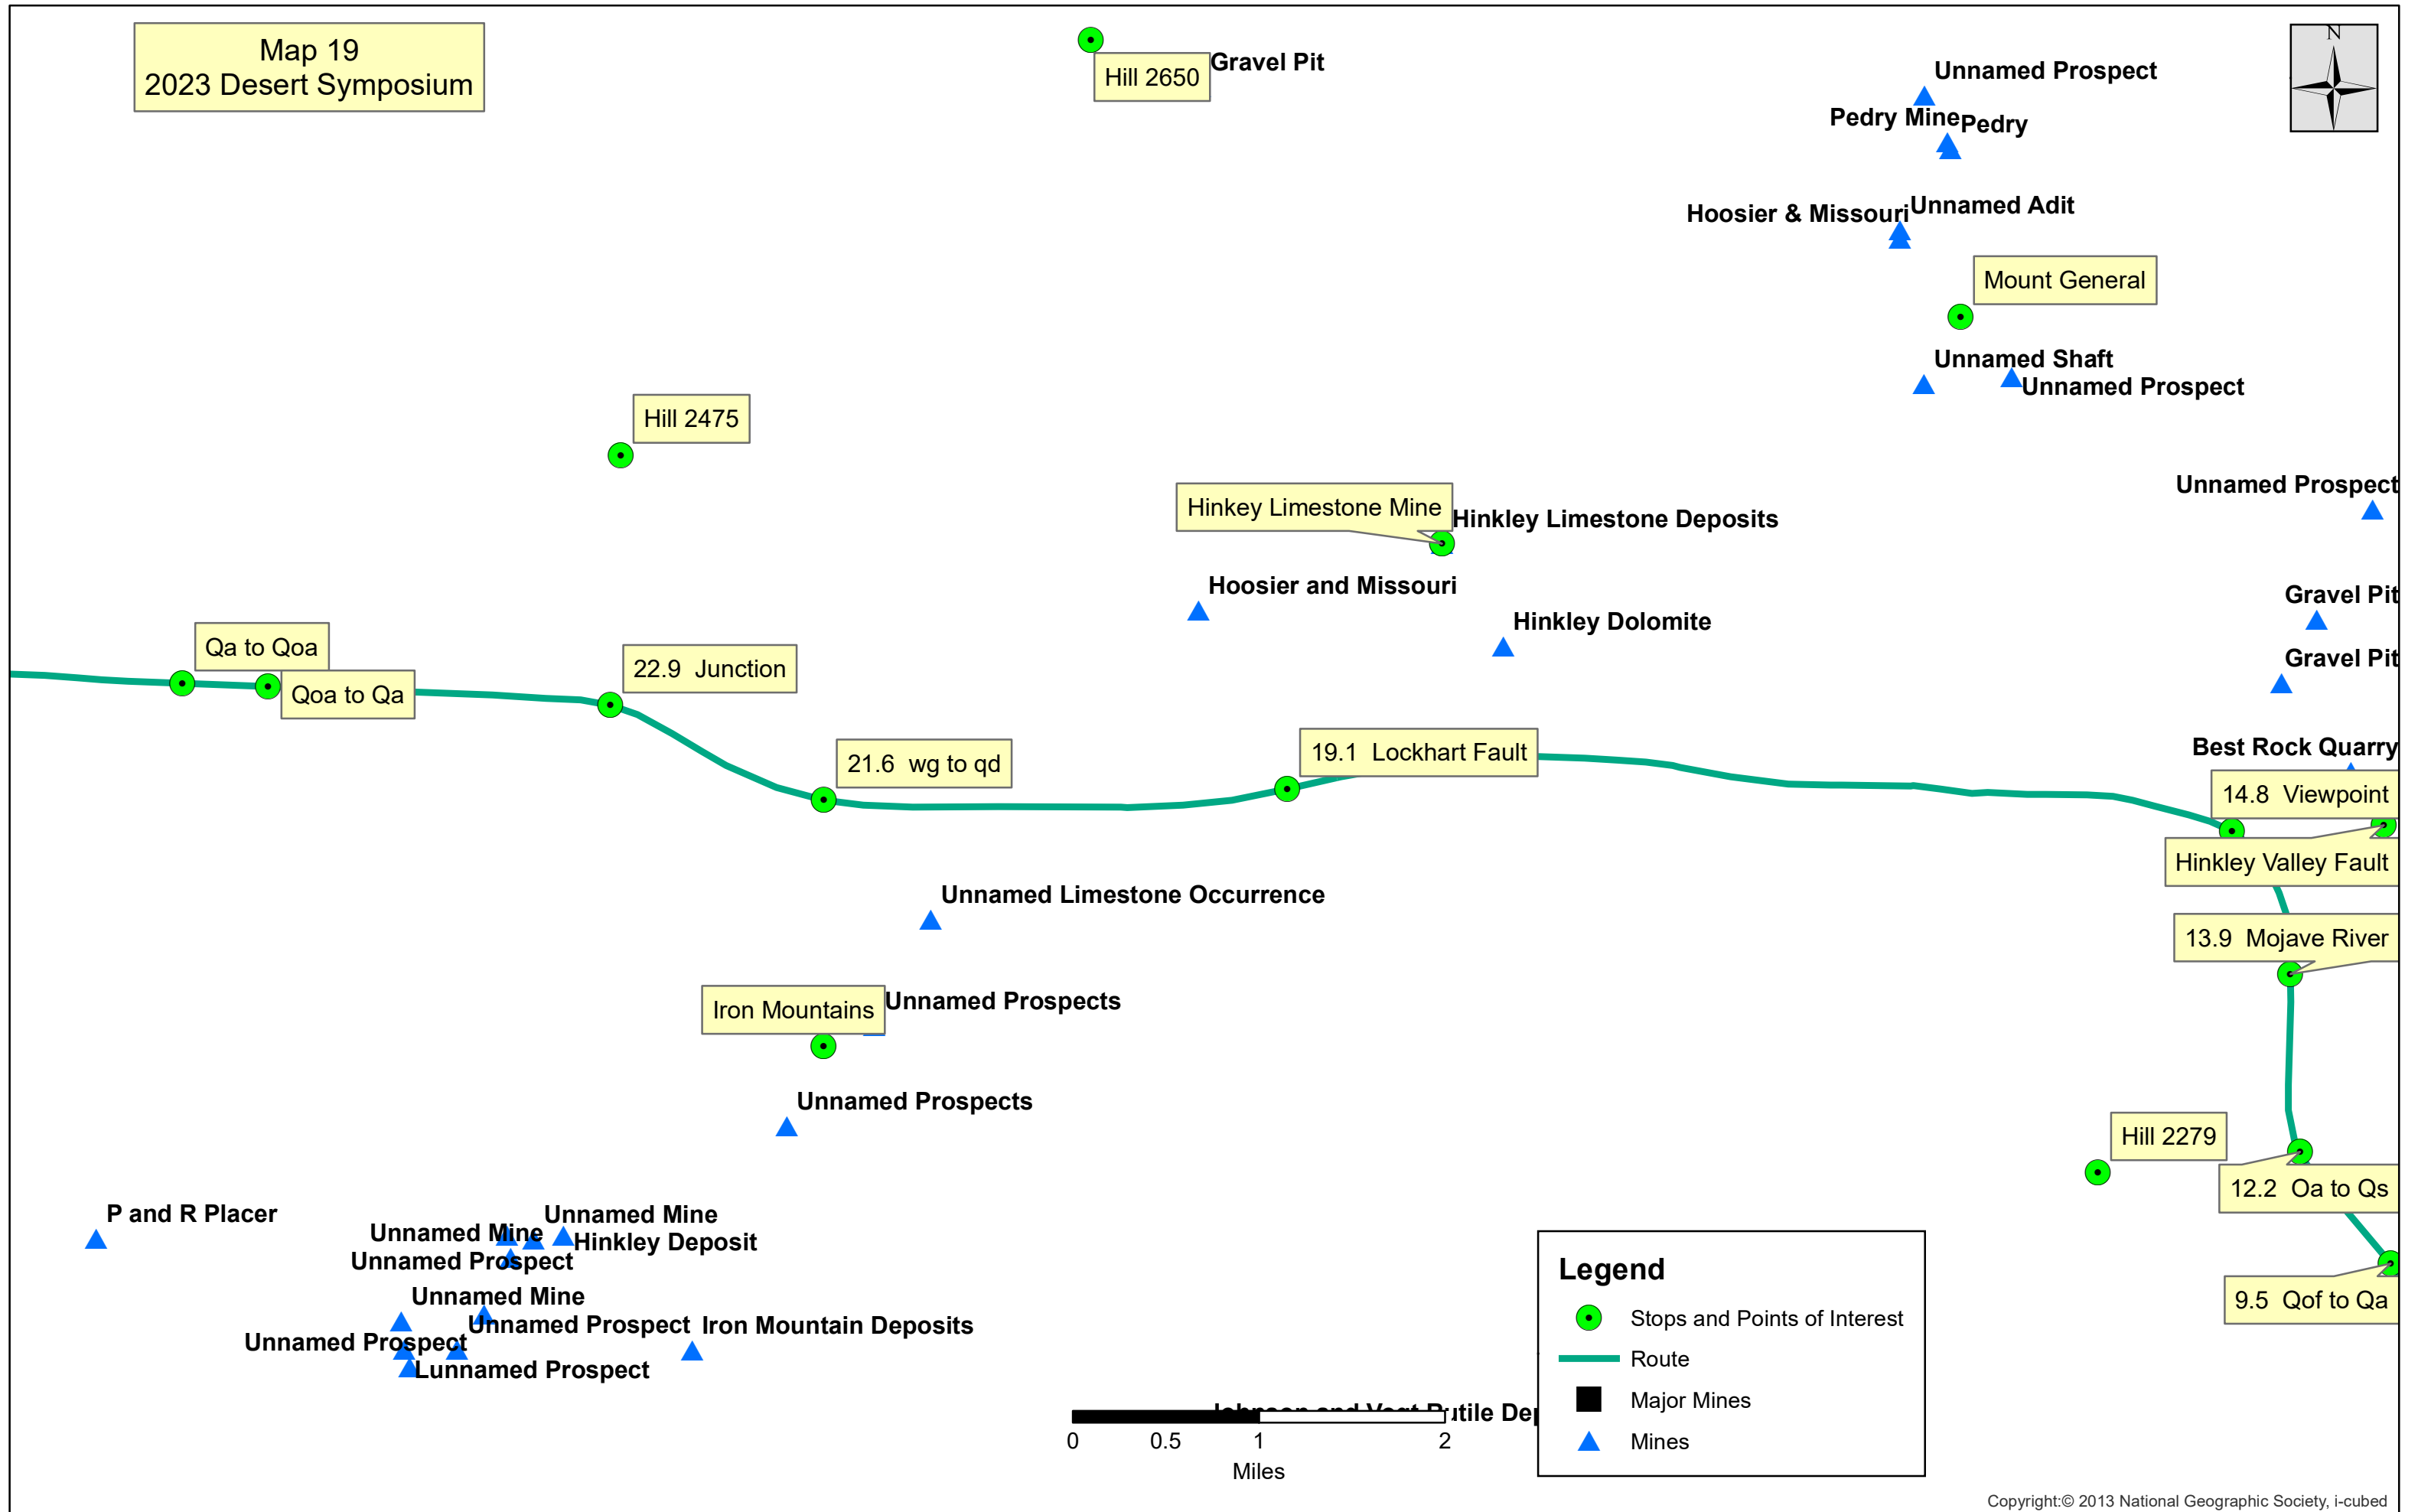 Map 19
2023 Desert Symposium
N
Hill 2650
Gravel Pit
Unnamed Prospect
Pedry Mine
Pedry
Unnamed Adit
Hoosier & Missouri
Mount General
Unnamed Shaft
Unnamed Prospect
Hill 2475
Unnamed Prospect
Hinkey Limestone Mine
Hinkley Limestone Deposits
Hoosier and Missouri
Gravel Pit
Hinkley Dolomite
Qa to Qoa
Gravel Pit
22.9 Junction
Qoa to Qa
Best Rock Quarry
19.1 Lockhart Fault
21.6 wg to qd
14.8 Viewpoint
Hinkley Valley Fault
Unnamed Limestone Occurrence
13.9 Mojave River
Unnamed Prospects
Iron Mountains
Unnamed Prospects
Hill 2279
12.2 Oa to Qs
P and R Placer
Unnamed Mine
Unnamed Mine
Hinkley Deposit
Unnamed Prospect
Unnamed Mine
9.5 Qof to Qa
Unnamed Prospect
Iron Mountain Deposits
Unnamed Prospect
Lunnamed Prospect
Legend
Stops and Points of Interest
Route
Major Mines
Mines
0 0.5 1 2
Miles
Copyright:© 2013 National Geographic Society, i-cubed